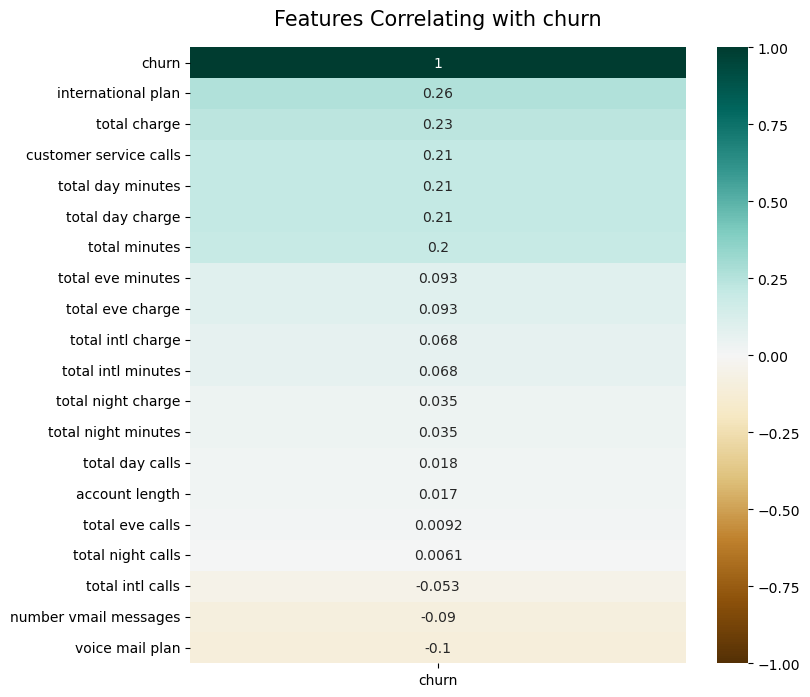 Features Correlating with churn
churn 1
international plan 0.26
total charge 0.23
customer service calls 0.21
total day minutes 0.21
total day charge 0.21
total minutes 0.2
total eve minutes 0.093
total eve charge 0.093
total intl charge 0.068
total intl minutes 0.068
total night charge 0.035
total night minutes 0.035
total day calls 0.018
account length 0.017
total eve calls 0.0092
total night calls 0.0061
total intl calls -0.053
number vmail messages -0.09
voice mail plan -0.1
churn
1.00
0.75
0.50
0.25
0.00
−0.25
−0.50
−0.75
−1.00